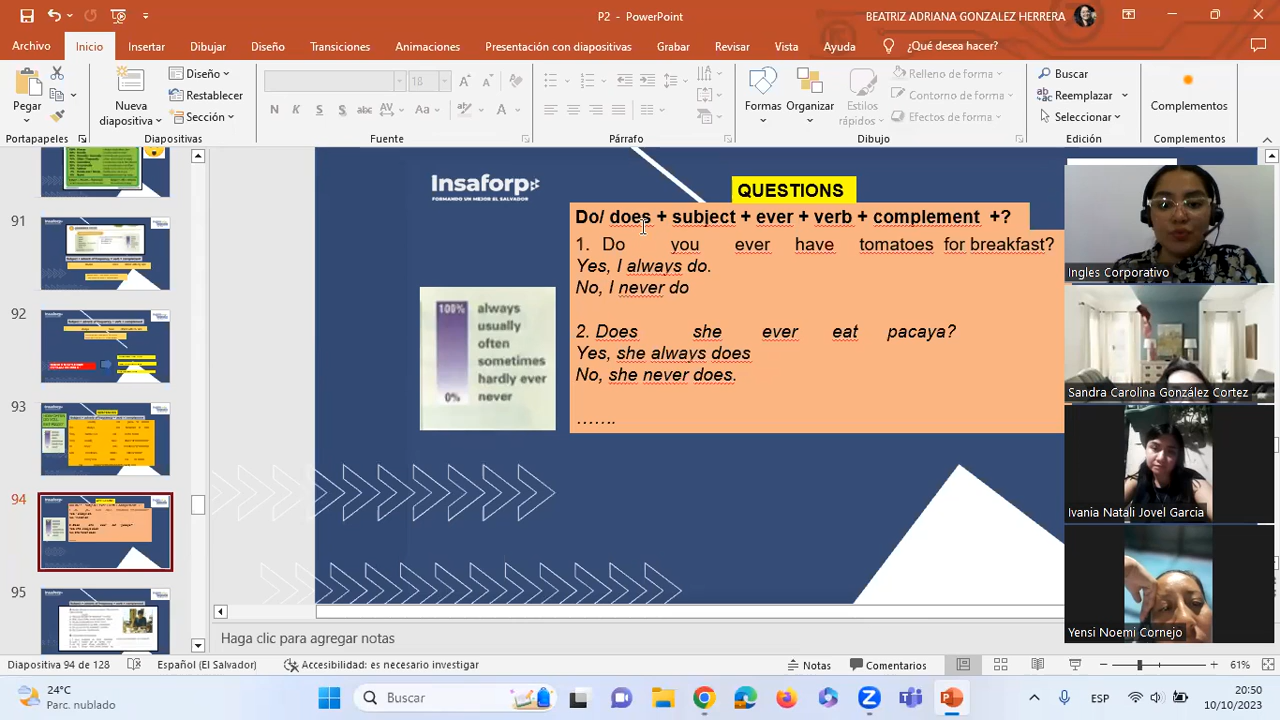 P2 - PowerPoint
BEATRIZ ADRIANA GONZALEZ HERRERA
Archivo Inicio Insertar Dibujar Diseño Transiciones Animaciones Presentación con diapositivas Grabar Revisar Vista Ayuda ¿Qué desea hacer?
Pegar
Portapapeles
Nueva diapositiva
Diseño
Restablecer
Sección
Diapositivas
18
N K S abc AV Aa A
Fuente
Párrafo
Formas Organizar Estilos rápidos
Relleno de forma
Contorno de forma
Efectos de forma
Dibujo
Buscar
Reemplazar
Seleccionar
Edición
Complementos
Complementos
91
92
93
94
95
Insaforp
FORMANDO UN MEJOR EL SALVADOR
QUESTIONS
Do/ does + subject + ever + verb + complement +?
1. Do you ever have tomatoes for breakfast?
Yes, I always do.
No, I never do
2. Does she ever eat pacaya?
Yes, she always does
No, she never does.
…….
100%
0%
always
usually
often
sometimes
hardly ever
never
Ingles Corporativo
Sandra Carolina González Cortez
Ivania Natali Jovel Garcia
Yensi Noemi Cornejo
Haga clic para agregar notas
Diapositiva 94 de 128 Español (El Salvador) Accesibilidad: es necesario investigar Notas Comentarios 61%
24°C
Parc. nublado
Buscar
ESP
20:50
10/10/2023